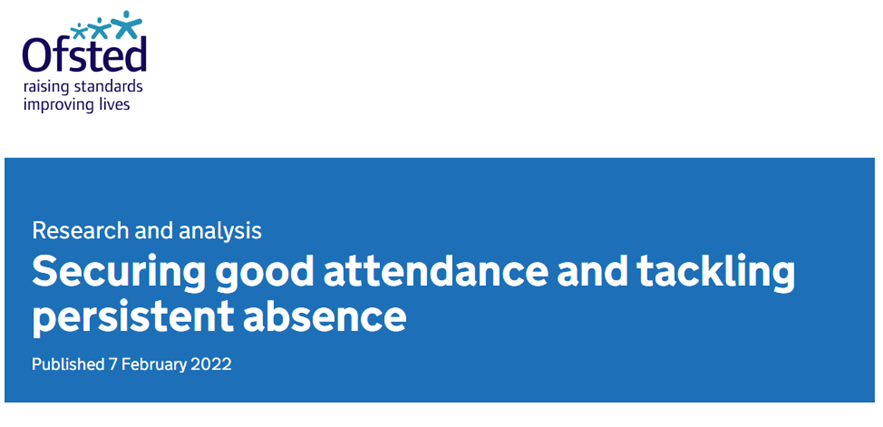 Ofsted
raising standards
improving lives
Research and analysis
Securing good attendance and tackling
persistent absence
Published 7 February 2022